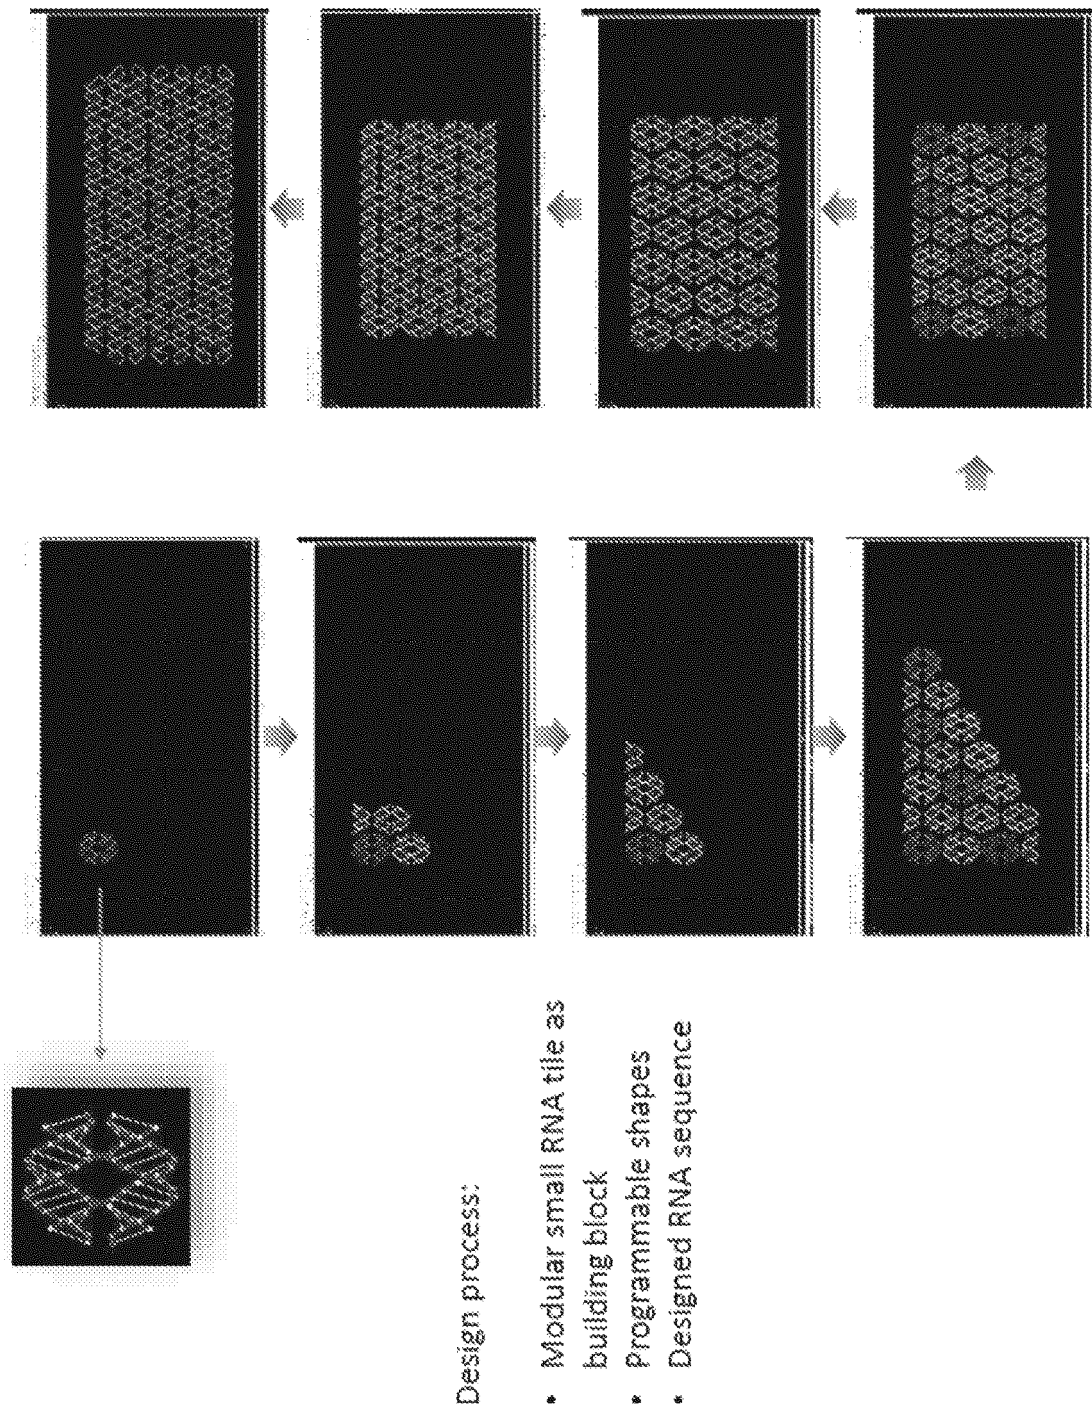 Design process:
• Modular small RNA tile as
building block
• Programmable shapes
• Designed RNA sequence